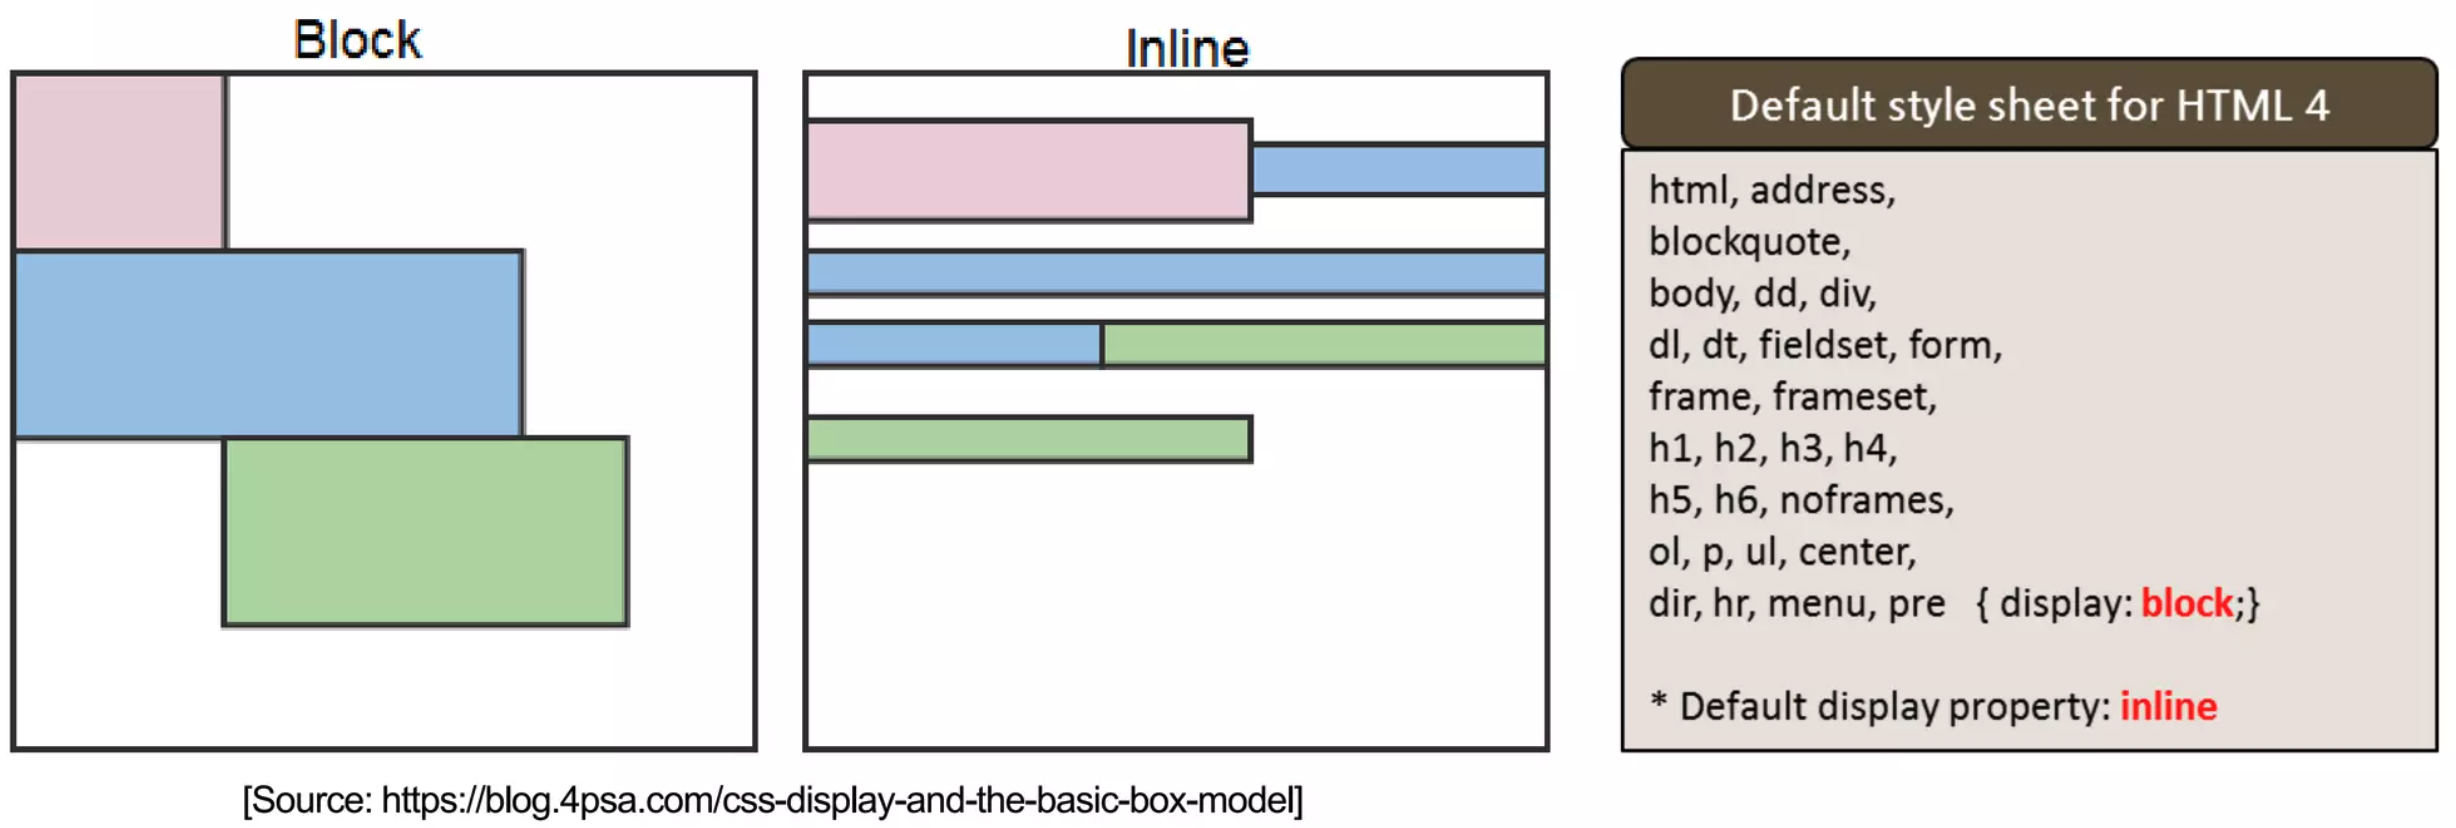 Block
Inline
Default style sheet for HTML 4
html, address,
blockquote,
body, dd, div,
dl, dt, fieldset, form,
frame, frameset,
h1, h2, h3, h4,
h5, h6, noframes,
ol, p, ul, center,
dir, hr, menu, pre { display: block;}
* Default display property: inline
[Source: https://blog.4psa.com/css-display-and-the-basic-box-model]